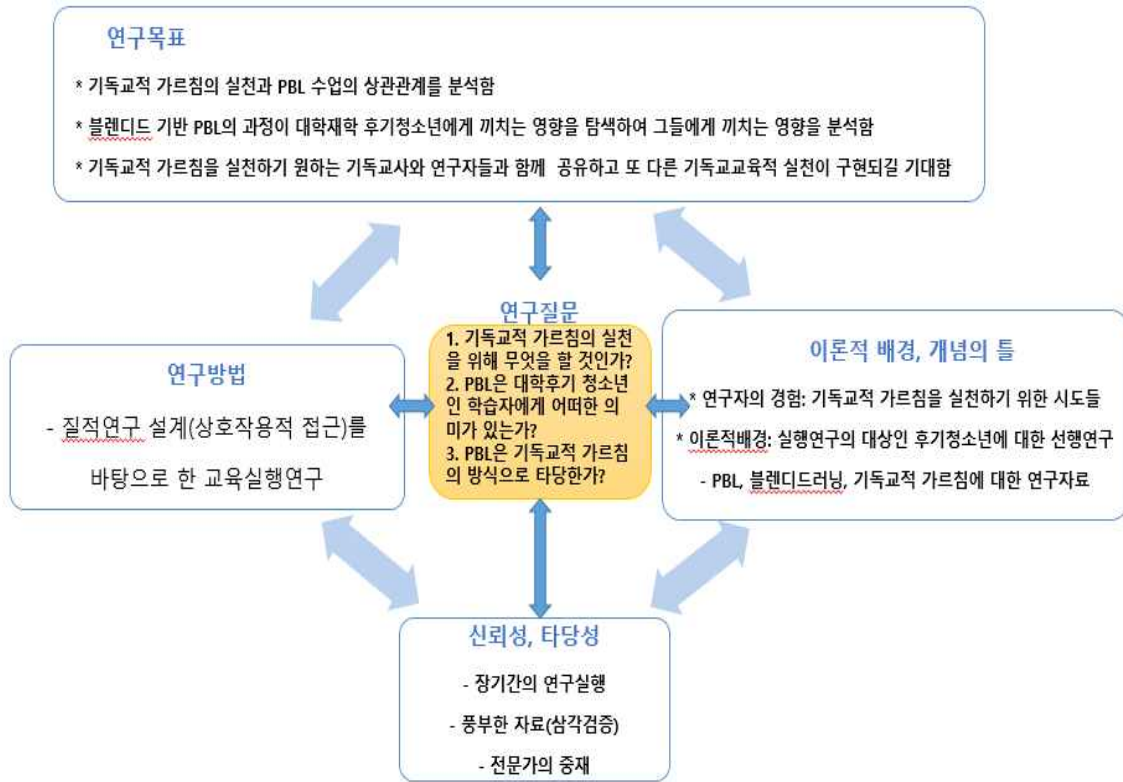 연구목표
* 기독교적 가르침의 실천과 PBL 수업의 상관관계를 분석함
* 블렌디드 기반 PBL의 과정이 대학재학 후기청소년에게 끼치는 영향을 탐색하여 그들에게 끼치는 영향을 분석함
* 기독교적 가르침을 실천하기 원하는 기독교사와 연구자들과 함께 공유하고 또 다른 기독교교육적 실천이 구현되길 기대함
연구방법
- 질적연구 설계(상호작용적 접근)를
바탕으로 한 교육실행연구
연구질문
1. 기독교적 가르침의 실천
을 위해 무엇을 할 것인가?
2. PBL은 대학후기 청소년
인 학습자에게 어떠한 의
미가 있는가?
3. PBL은 기독교적 가르침
의 방식으로 타당한가?
이론적 배경, 개념의 틀
* 연구자의 경험: 기독교적 가르침을 실천하기 위한 시도들
* 이론적배경: 실행연구의 대상인 후기청소년에 대한 선행연구
- PBL, 블렌디드러닝, 기독교적 가르침에 대한 연구자료
신뢰성, 타당성
- 장기간의 연구실행
- 풍부한 자료(삼각검증)
- 전문가의 중재